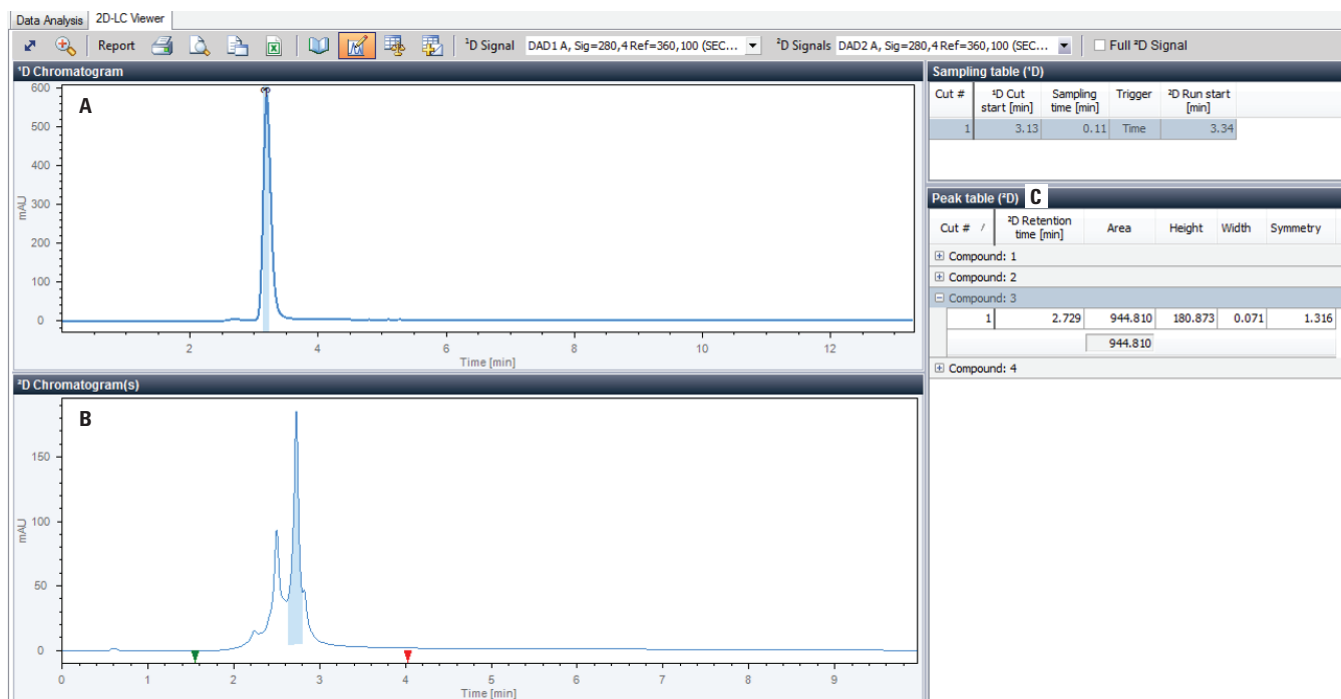 Data Analysis 2D-LC Viewer
Report ¹D Signal DAD1 A, Sig=280,4 Ref=360,100 (SEC... ²D Signals DAD2 A, Sig=280,4 Ref=360,100 (SEC... Full ²D Signal
¹D Chromatogram
A
600
500
400
300
200
100
0
mAU
2 4 6 8 10 12
Time [min]
²D Chromatogram(s)
B
150
100
50
0
mAU
0 1 2 3 4 5 6 7 8 9
Time [min]
Sampling table (¹D)
Cut # ¹D Cut start [min] Sampling time [min] Trigger ²D Run start [min]
1 3.13 0.11 Time 3.34
Peak table (²D) C
Cut # / ²D Retention time [min] Area Height Width Symmetry
Compound: 1
Compound: 2
Compound: 3
1 2.729 944.810 180.873 0.071 1.316
944.810
Compound: 4